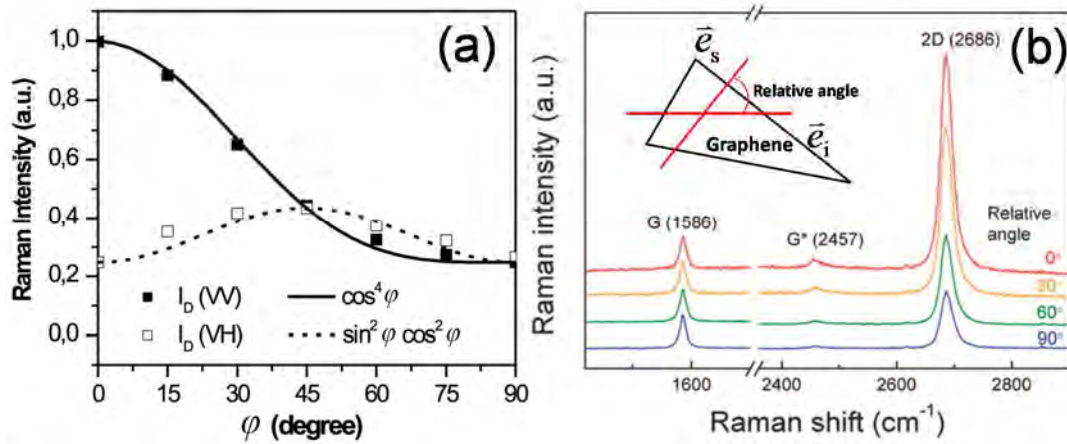 (a)
Raman Intensity (a.u.)
1,0
0,8
0,6
0,4
0,2
0,0
I_D (VV)
cos⁴φ
I_D (VH)
sin²φ cos²φ
0 15 30 45 60 75 90
φ (degree)
(b)
Raman intensity (a.u.)
2D (2686)
e⃗s
Relative angle
Graphene
e⃗i
G (1586)
G* (2457)
Relative
angle
0°
30°
60°
90°
1600 2400 2600 2800
Raman shift (cm⁻¹)